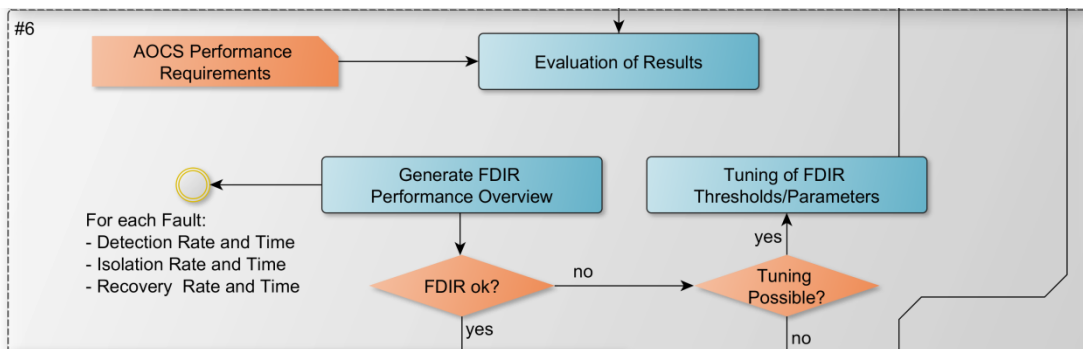 #6
AOCS Performance
Requirements
Evaluation of Results
Generate FDIR
Performance Overview
Tuning of FDIR
Thresholds/Parameters
For each Fault:
- Detection Rate and Time
- Isolation Rate and Time
- Recovery Rate and Time
yes
FDIR ok?
no
Tuning
Possible?
yes
no